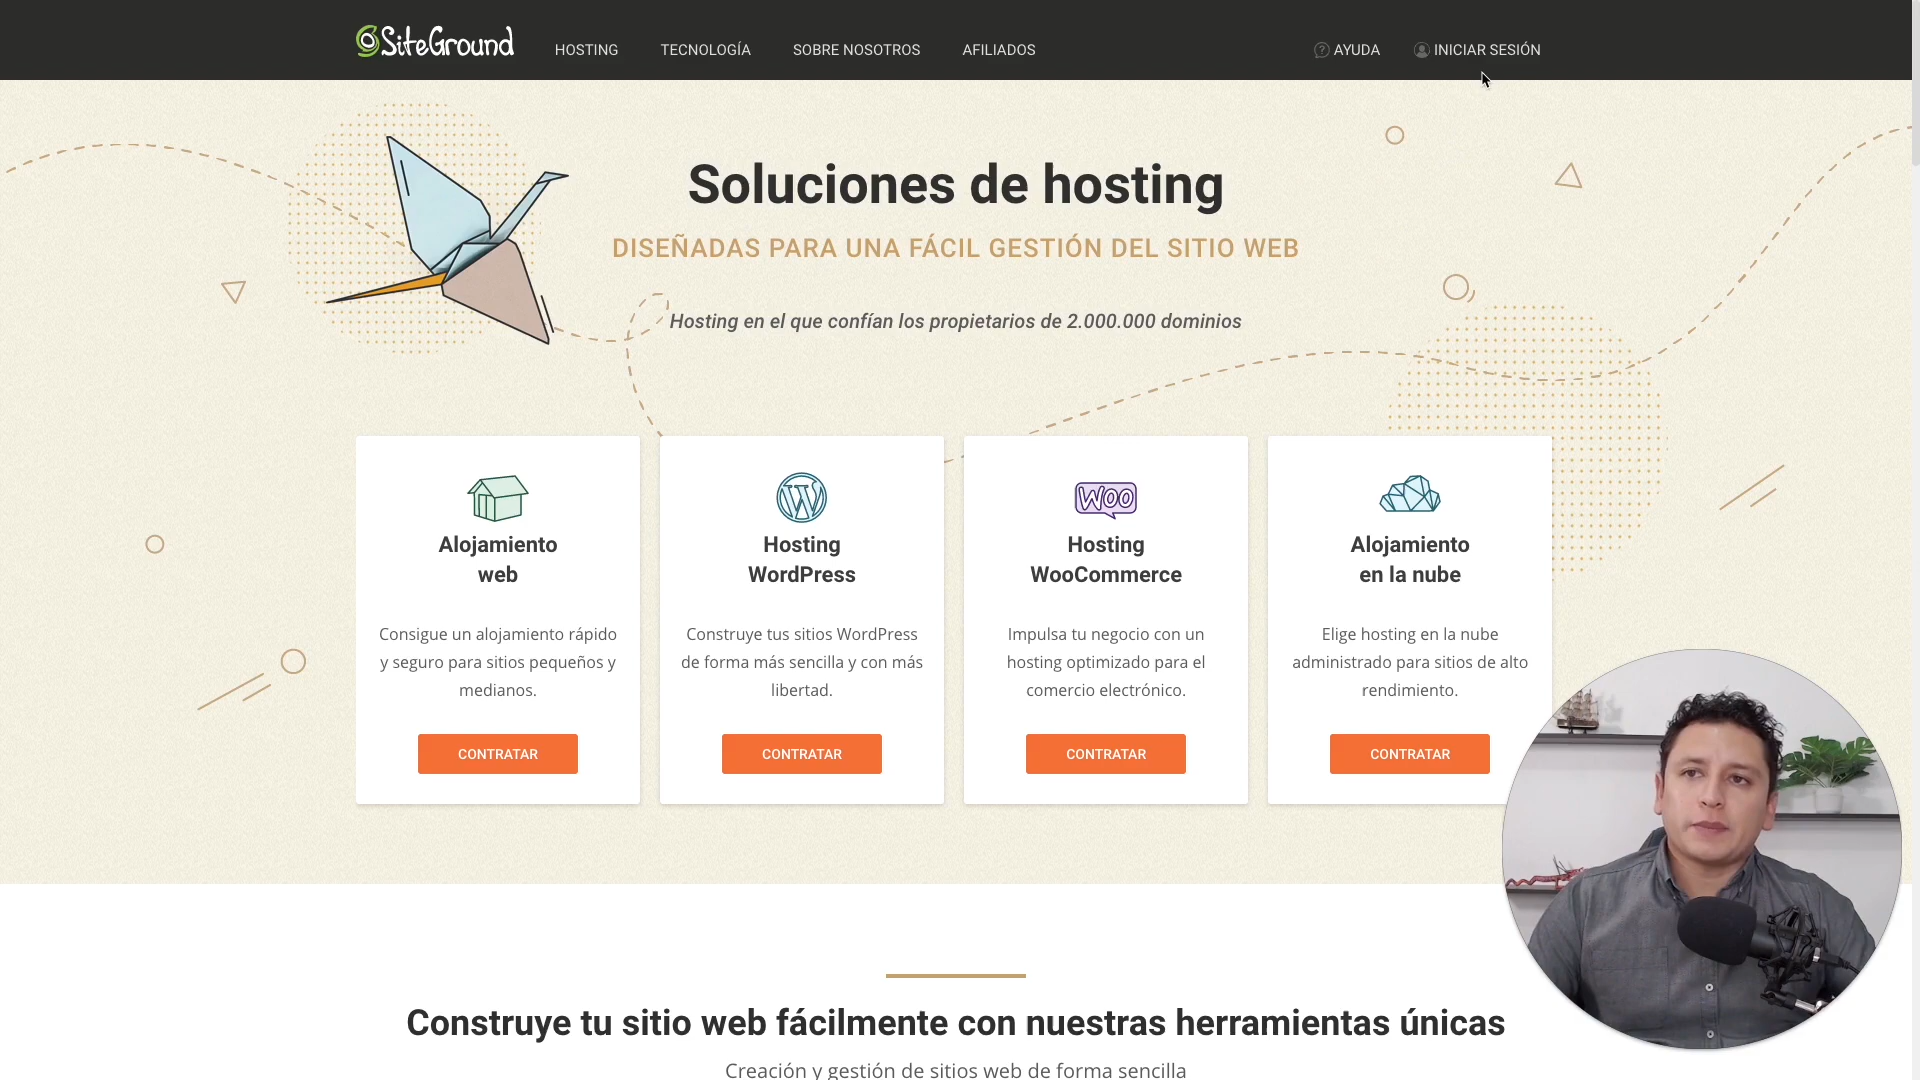 SiteGround
HOSTING
TECNOLOGÍA
SOBRE NOSOTROS
AFILIADOS
AYUDA
INICIAR SESIÓN
Soluciones de hosting
DISEÑADAS PARA UNA FÁCIL GESTIÓN DEL SITIO WEB
Hosting en el que confían los propietarios de 2.000.000 dominios
Alojamiento
web
Consigue un alojamiento rápido
y seguro para sitios pequeños y
medianos.
CONTRATAR
Hosting
WordPress
Construye tus sitios WordPress
de forma más sencilla y con más
libertad.
CONTRATAR
WOO
Hosting
WooCommerce
Impulsa tu negocio con un
hosting optimizado para el
comercio electrónico.
CONTRATAR
Alojamiento
en la nube
Elige hosting en la nube
administrado para sitios de alto
rendimiento.
CONTRATAR
Construye tu sitio web fácilmente con nuestras herramientas únicas
Creación y gestión de sitios web de forma sencilla